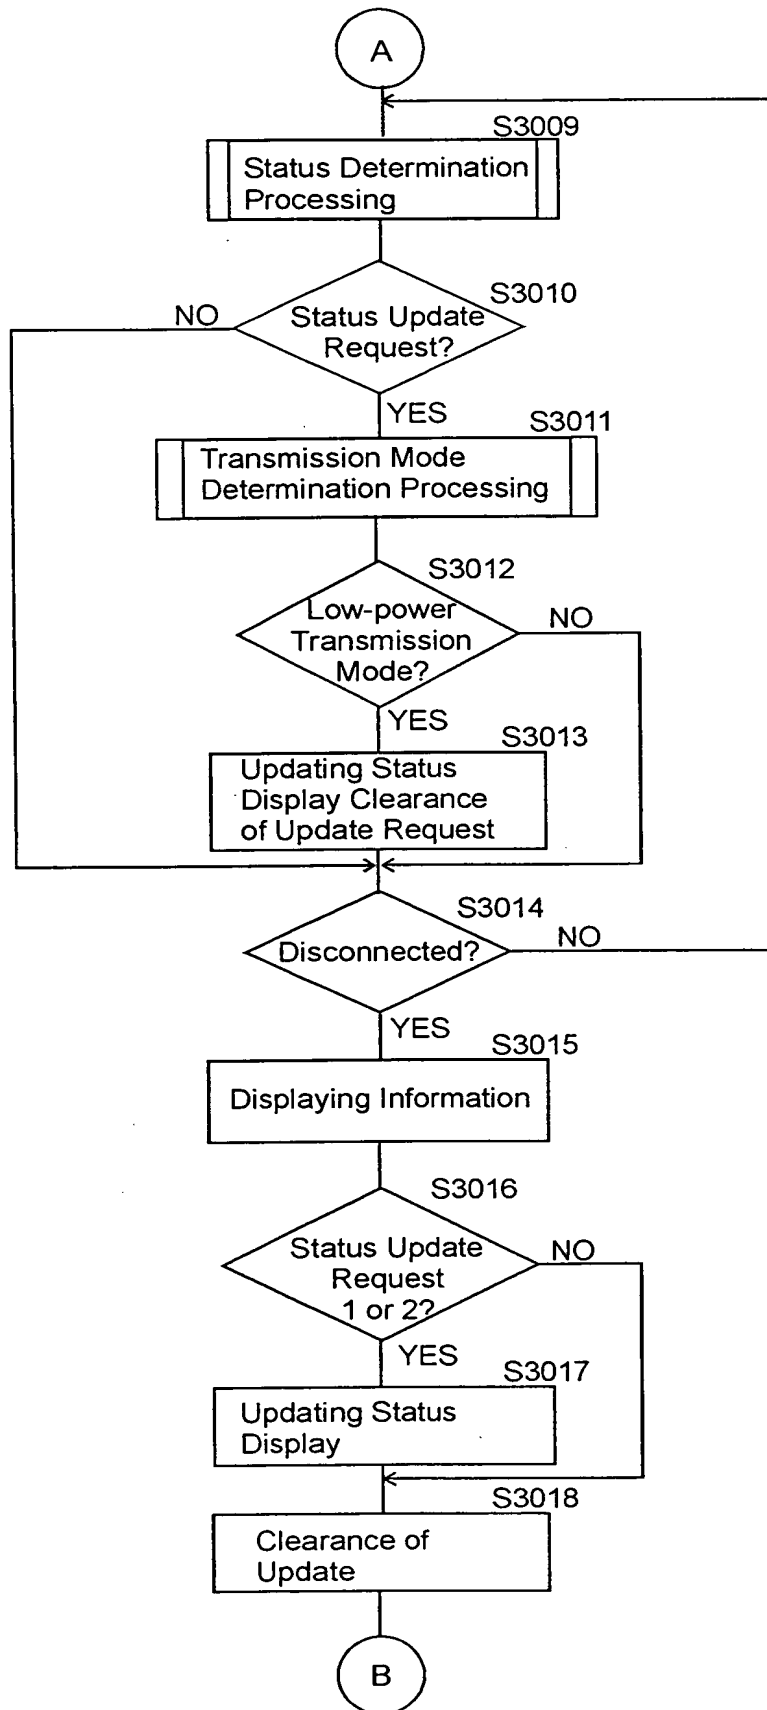 A
S3009
Status Determination
Processing
S3010
NO
Status Update
Request?
YES
S3011
Transmission Mode
Determination Processing
S3012
Low-power
Transmission
Mode?
NO
YES
S3013
Updating Status
Display Clearance
of Update Request
S3014
Disconnected?
NO
YES
S3015
Displaying Information
S3016
Status Update
Request
1 or 2?
NO
YES
S3017
Updating Status
Display
S3018
Clearance of
Update
B